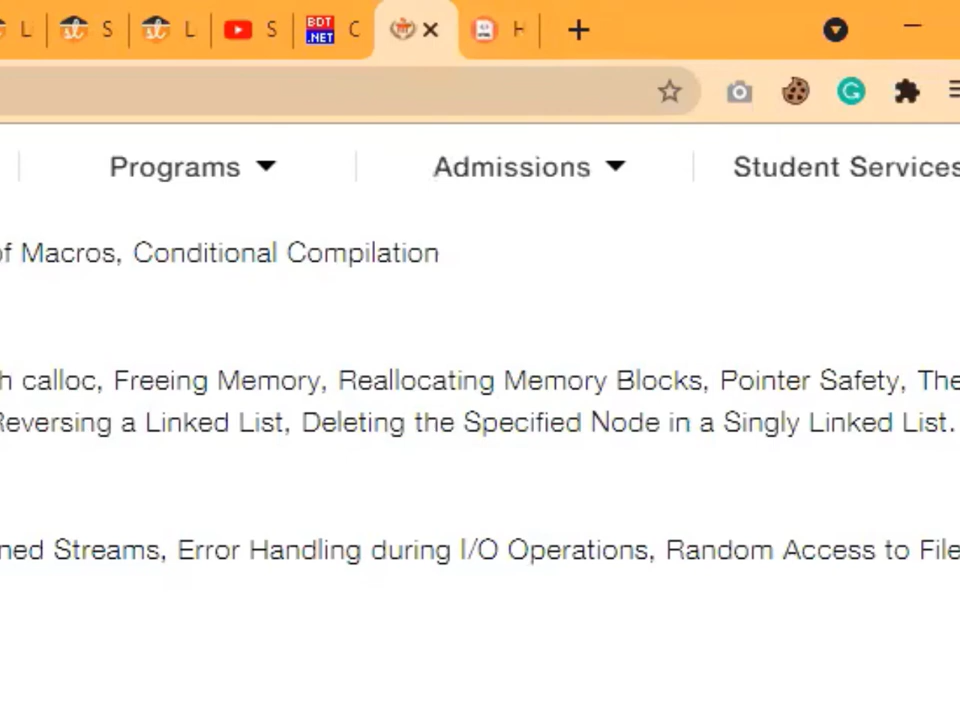 L S L S BDT .NET C H
Programs Admissions Student Services
of Macros, Conditional Compilation
h calloc, Freeing Memory, Reallocating Memory Blocks, Pointer Safety, The
Reversing a Linked List, Deleting the Specified Node in a Singly Linked List.
ned Streams, Error Handling during I/O Operations, Random Access to File